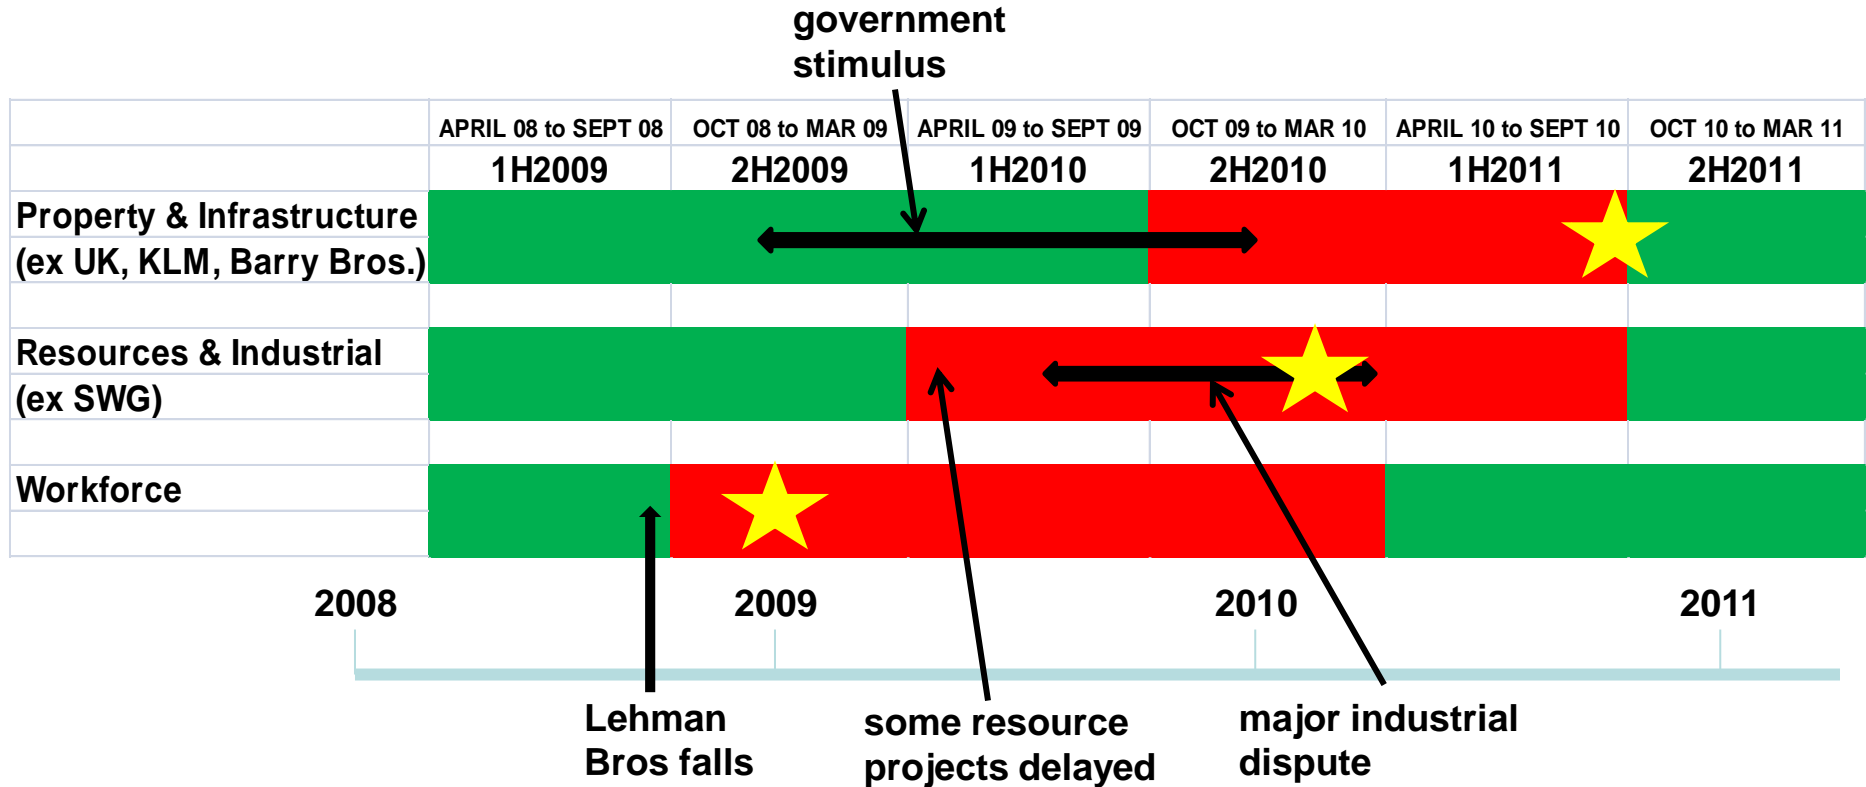 government
stimulus
APRIL 08 to SEPT 08 OCT 08 to MAR 09 APRIL 09 to SEPT 09 OCT 09 to MAR 10 APRIL 10 to SEPT 10 OCT 10 to MAR 11
1H2009 2H2009 1H2010 2H2010 1H2011 2H2011
Property & Infrastructure
(ex UK, KLM, Barry Bros.)
Resources & Industrial
(ex SWG)
Workforce
2008 2009 2010 2011
Lehman
Bros falls
some resource
projects delayed
major industrial
dispute